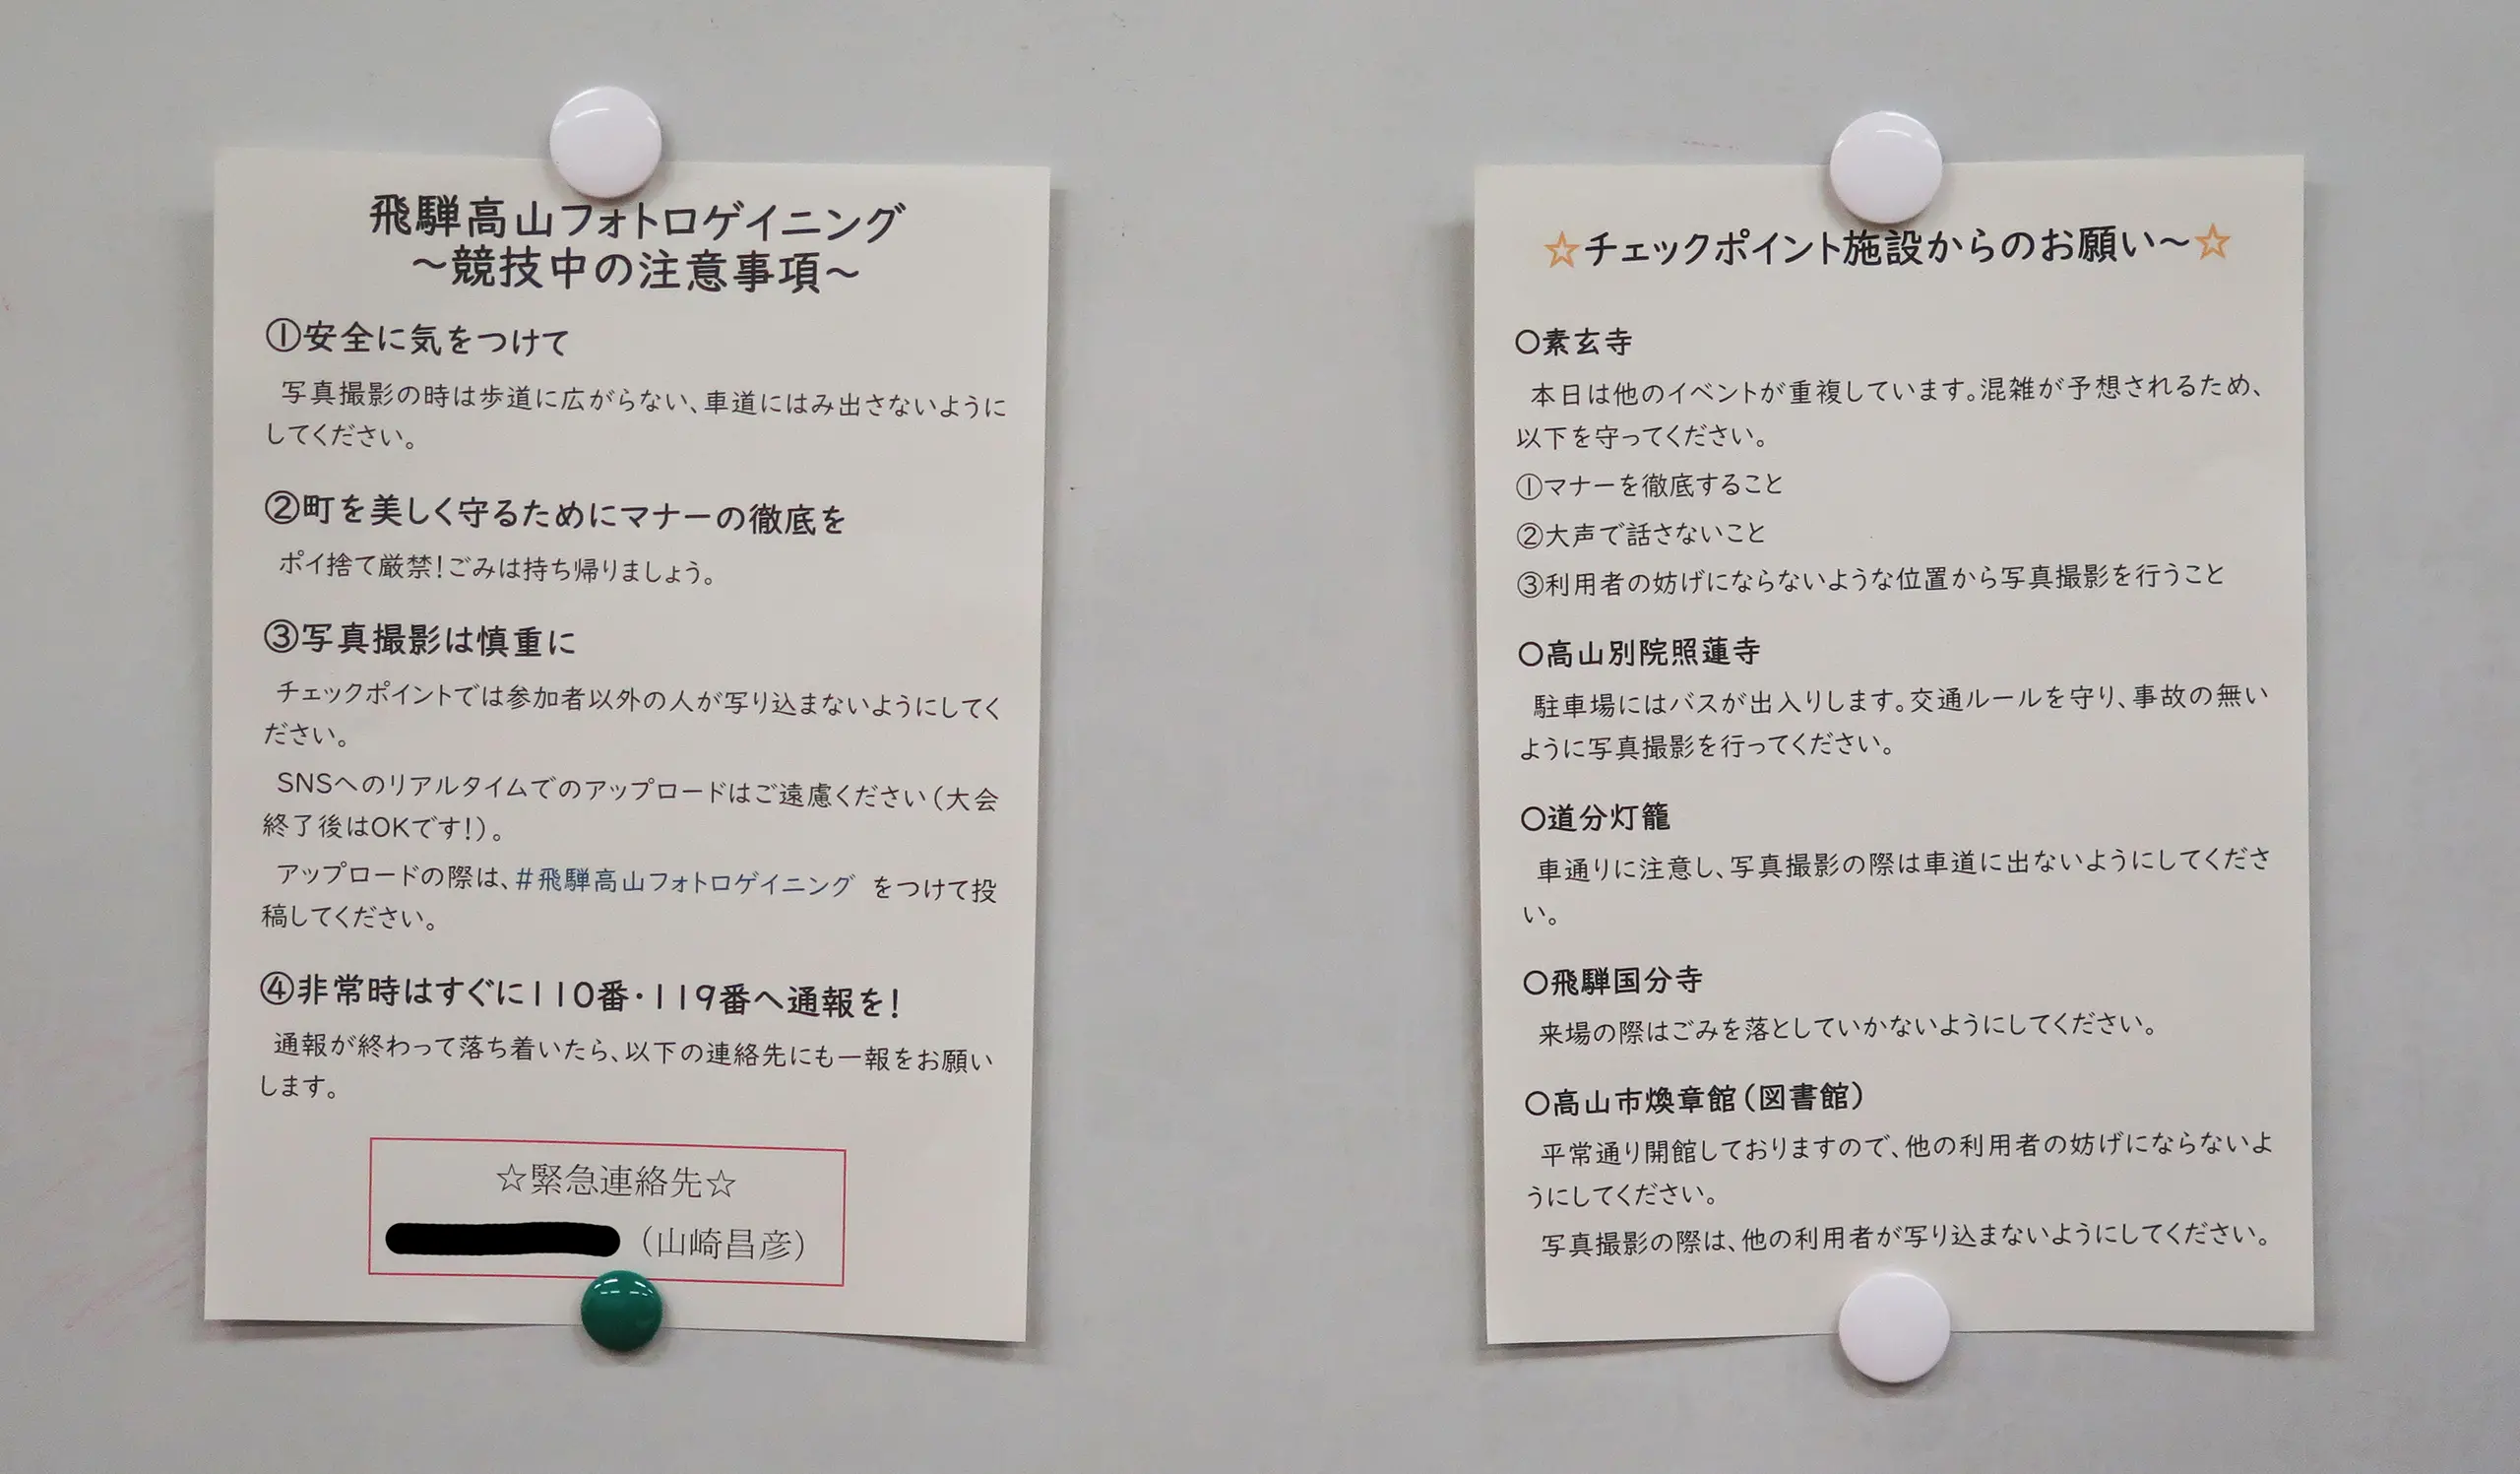 飛騨高山フォトロゲイニング
～競技中の注意事項～
①安全に気をつけて
写真撮影の時は歩道に広がらない、車道にはみ出さないように
してください。
②町を美しく守るためにマナーの徹底を
ポイ捨て厳禁！ごみは持ち帰りましょう。
③写真撮影は慎重に
チェックポイントでは参加者以外の人が写り込まないようにしてく
ださい。
SNSへのリアルタイムでのアップロードはご遠慮ください（大会
終了後はOKです！）。
アップロードの際は、#飛騨高山フォトロゲイニング をつけて投
稿してください。
④非常時はすぐに110番・119番へ通報を！
通報が終わって落ち着いたら、以下の連絡先にも一報をお願い
します。
☆緊急連絡先☆
（山崎昌彦）
☆チェックポイント施設からのお願い～☆
○素玄寺
本日は他のイベントが重複しています。混雑が予想されるため、
以下を守ってください。
①マナーを徹底すること
②大声で話さないこと
③利用者の妨げにならないような位置から写真撮影を行うこと
○高山別院照蓮寺
駐車場にはバスが出入りします。交通ルールを守り、事故の無い
ように写真撮影を行ってください。
○道分灯籠
車通りに注意し、写真撮影の際は車道に出ないようにしてくださ
い。
○飛騨国分寺
来場の際はごみを落としていかないようにしてください。
○高山市煥章館（図書館）
平常通り開館しておりますので、他の利用者の妨げにならないよ
うにしてください。
写真撮影の際は、他の利用者が写り込まないようにしてください。